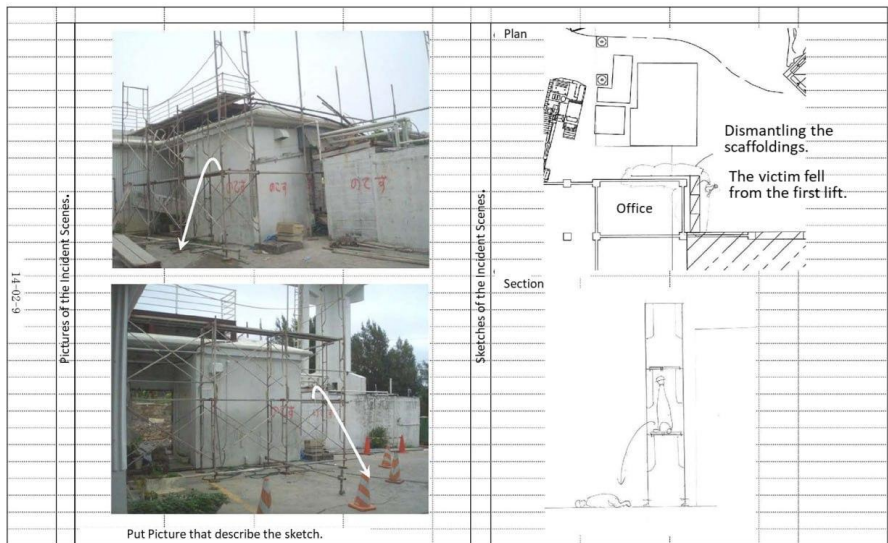 14-02-9
Pictures of the Incident Scenes.
Put Picture that describe the sketch.
Sketches of the Incident Scenes.
Plan
Dismantling the
scaffoldings.
The victim fell
from the first lift.
Office
Section